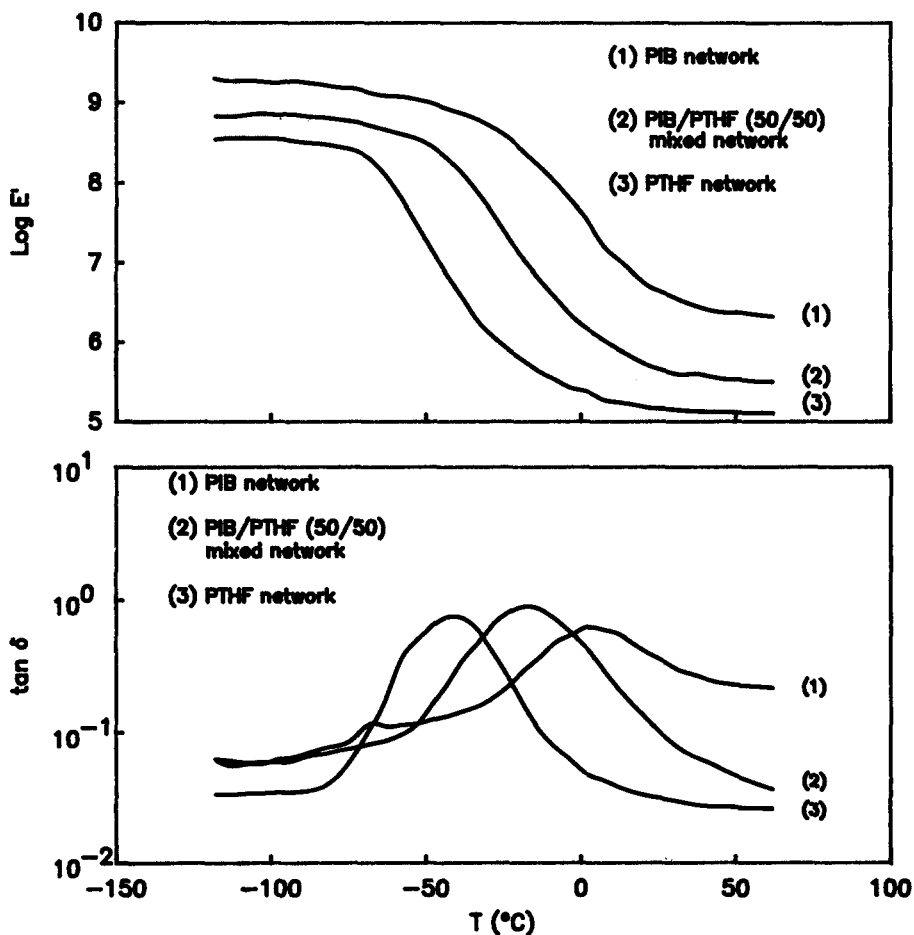 10
9
8
7
6
5
Log E'
(1) PIB network
(2) PIB/PTHF (50/50)
mixed network
(3) PTHF network
(1)
(2)
(3)
10^1
10^0
10^-1
10^-2
tan δ
(1) PIB network
(2) PIB/PTHF (50/50)
mixed network
(3) PTHF network
(1)
(2)
(3)
-150 -100 -50 0 50 100
T (°C)